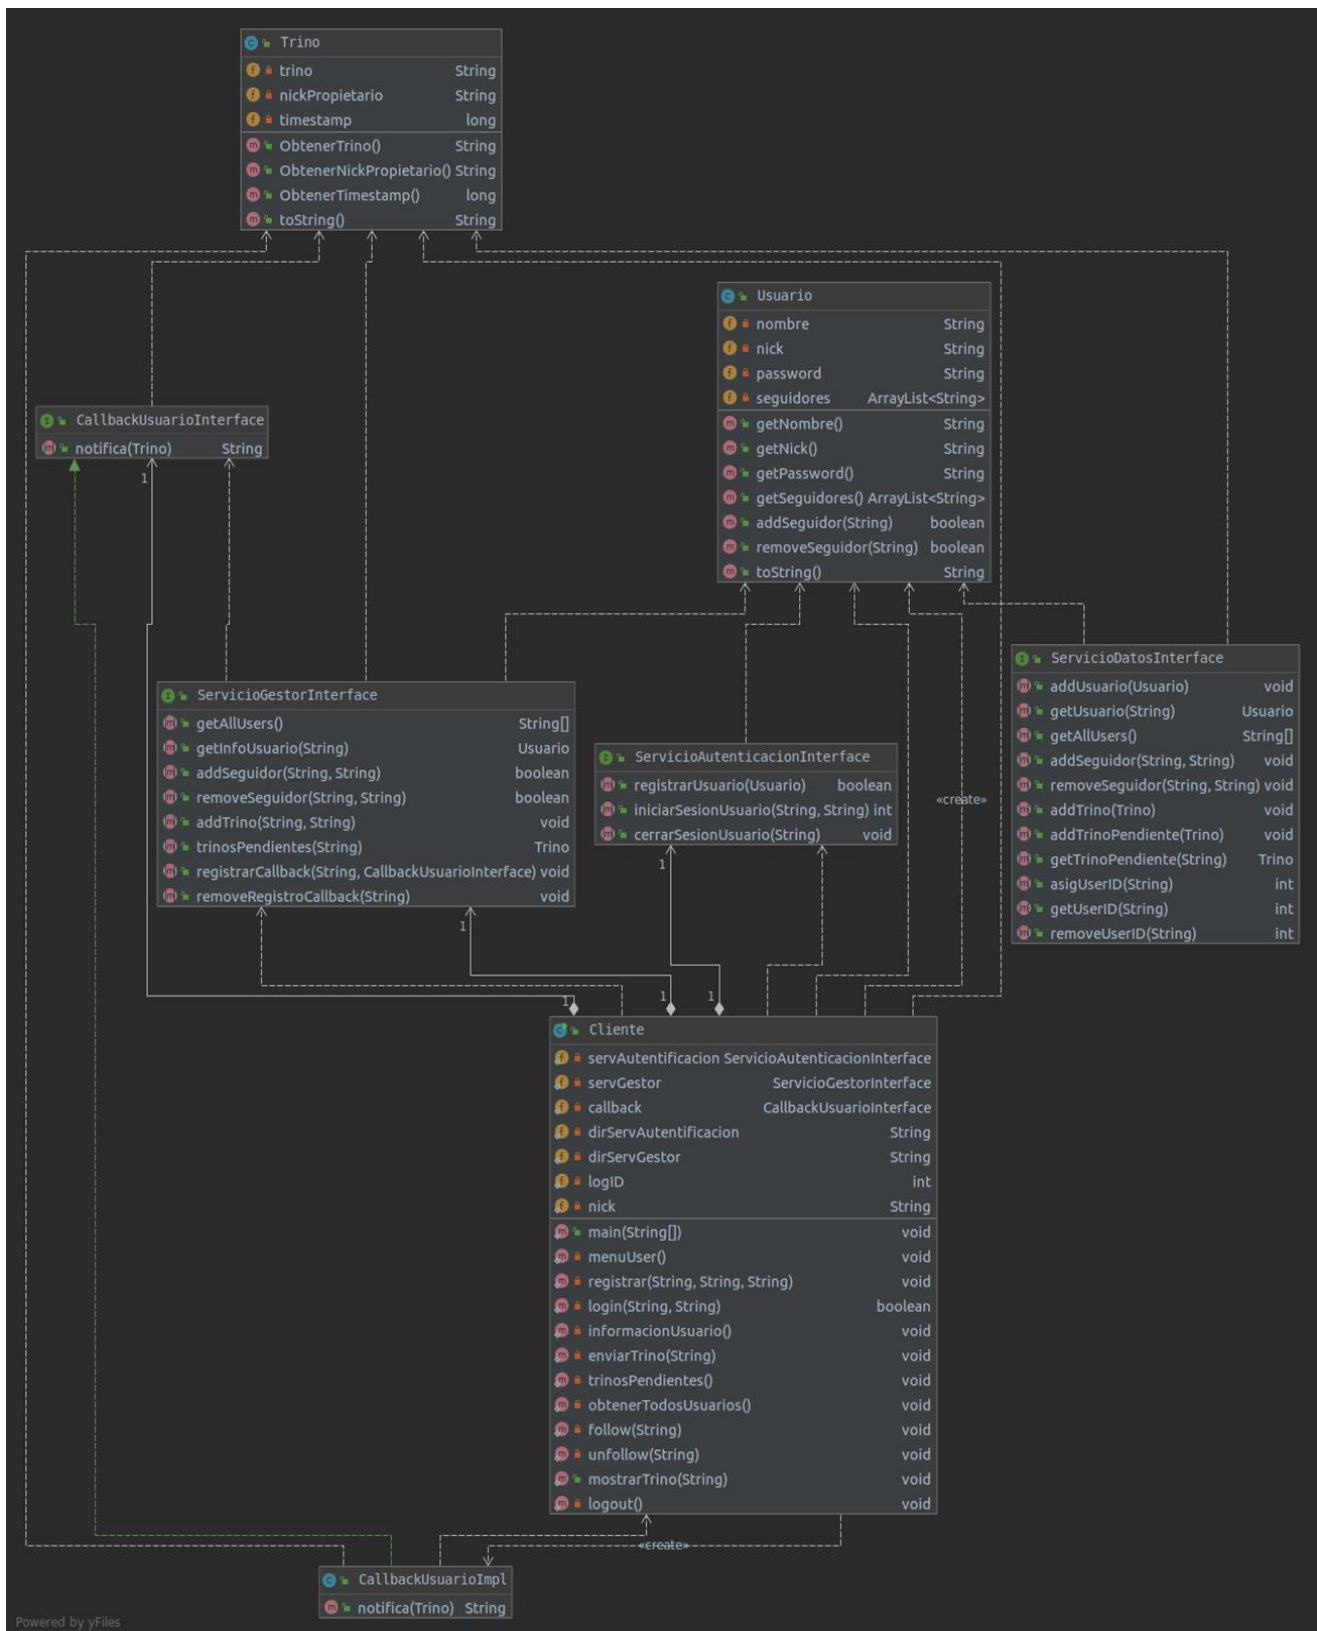 Trino
trino String
nickPropietario String
timestamp long
ObtenerTrino() String
ObtenerNickPropietario() String
ObtenerTimestamp() long
toString() String
Usuario
nombre String
nick String
password String
seguidores ArrayList<String>
getNombre() String
getNick() String
getPassword() String
getSeguidores() ArrayList<String>
addSeguidor(String) boolean
removeSeguidor(String) boolean
toString() String
CallbackUsuarioInterface
notifica(Trino) String
1
ServicioDatosInterface
addUsuario(Usuario) void
getUsuario(String) Usuario
getAllUsers() String[]
addSeguidor(String, String) void
removeSeguidor(String, String) void
addTrino(Trino) void
addTrinoPendiente(Trino) void
getTrinoPendiente(String) Trino
asigUserID(String) int
getUserID(String) int
removeUserID(String) int
ServicioGestorInterface
getAllUsers() String[]
getInfoUsuario(String) Usuario
addSeguidor(String, String) boolean
removeSeguidor(String, String) boolean
addTrino(String, String) void
trinosPendientes(String) Trino
registrarCallback(String, CallbackUsuarioInterface) void
removeRegistroCallback(String) void
ServicioAutenticacionInterface
registrarUsuario(Usuario) boolean
iniciarSesionUsuario(String, String) int
cerrarSesionUsuario(String) void
«create»
1
1
1
1
1
Cliente
servAutentificacion ServicioAutenticacionInterface
servGestor ServicioGestorInterface
callback CallbackUsuarioInterface
dirServAutentificacion String
dirServGestor String
logID int
nick String
main(String[]) void
menuUser() void
registrar(String, String, String) void
login(String, String) boolean
informacionUsuario() void
enviarTrino(String) void
trinosPendientes() void
obtenerTodosUsuarios() void
follow(String) void
unfollow(String) void
mostrarTrino(String) void
logout() void
«create»
CallbackUsuarioImpl
notifica(Trino) String
Powered by yFiles